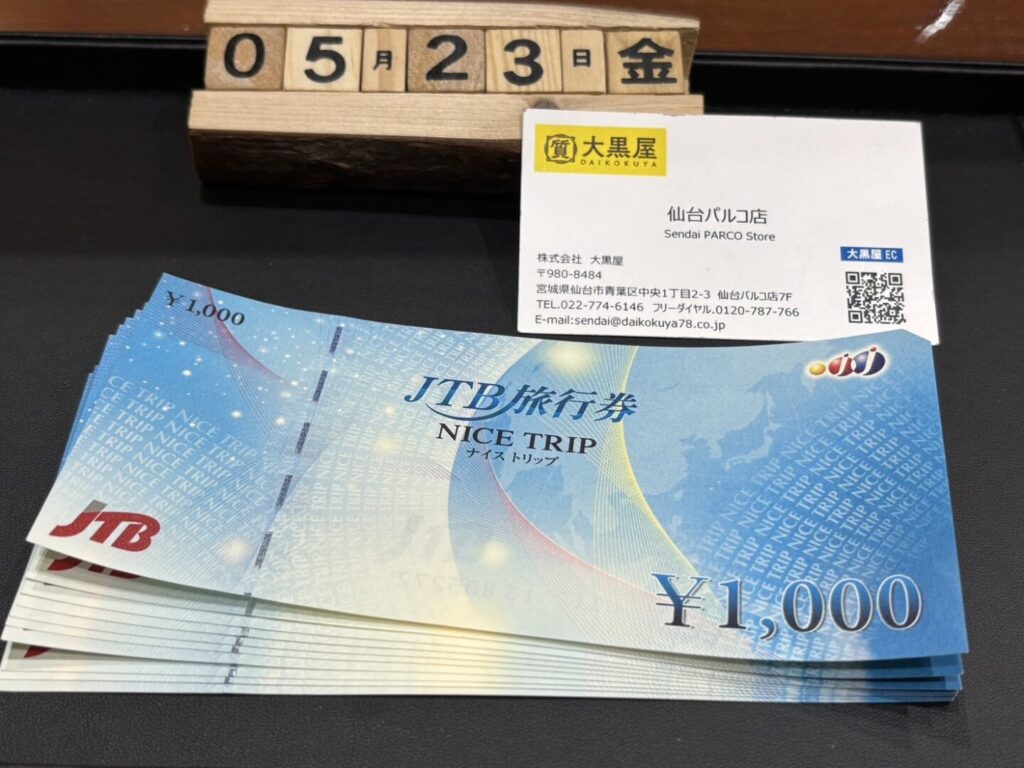 05月23日金
質 大黒屋
DAIKOKUYA
仙台パルコ店
Sendai PARCO Store
大黒屋 EC
株式会社 大黒屋
〒980-8484
宮城県仙台市青葉区中央1丁目2-3 仙台パルコ店7F
TEL.022-774-6146 フリーダイヤル.0120-787-766
E-mail:sendai@daikokuya78.co.jp
¥1,000
JTB旅行券
NICE TRIP
ナイストリップ
JTB
¥1,000
JTB